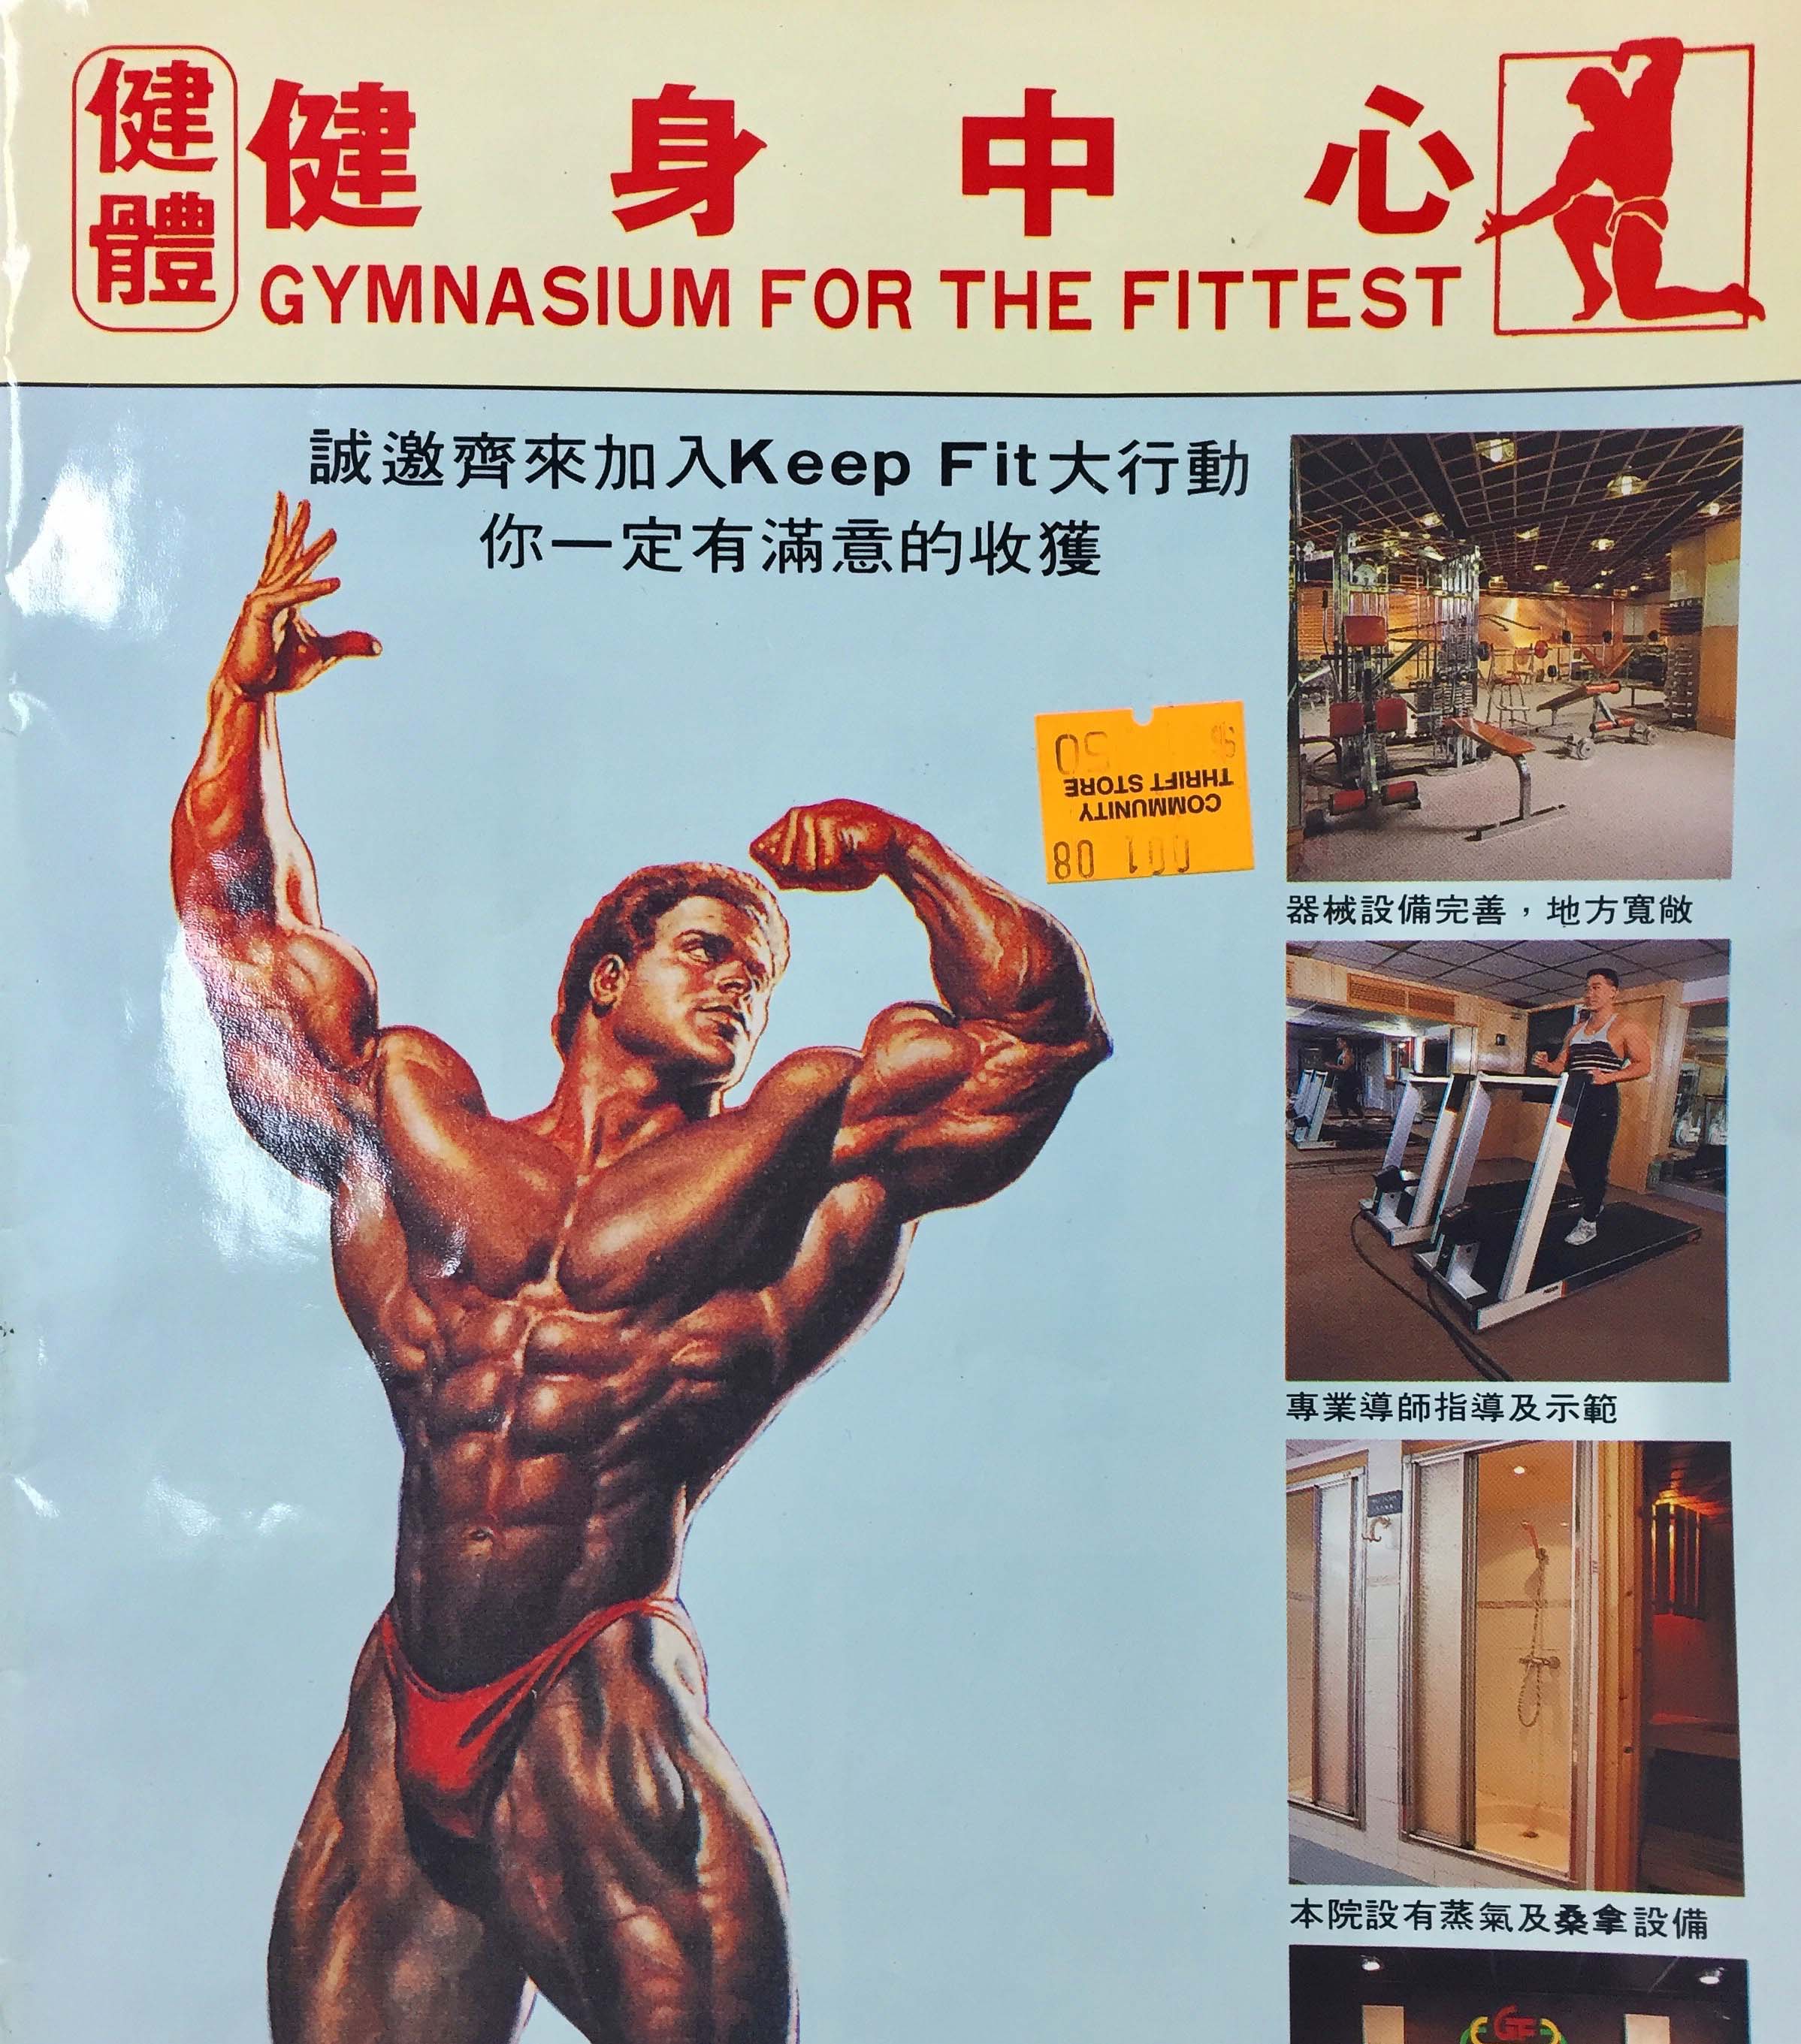 健體
健身中心
GYMNASIUM FOR THE FITTEST
誠邀齊來加入Keep Fit大行動
你一定有滿意的收獲
COMMUNITY
THRIFT STORE
器械設備完善，地方寬敞
專業導師指導及示範
本院設有蒸氣及桑拿設備
GF